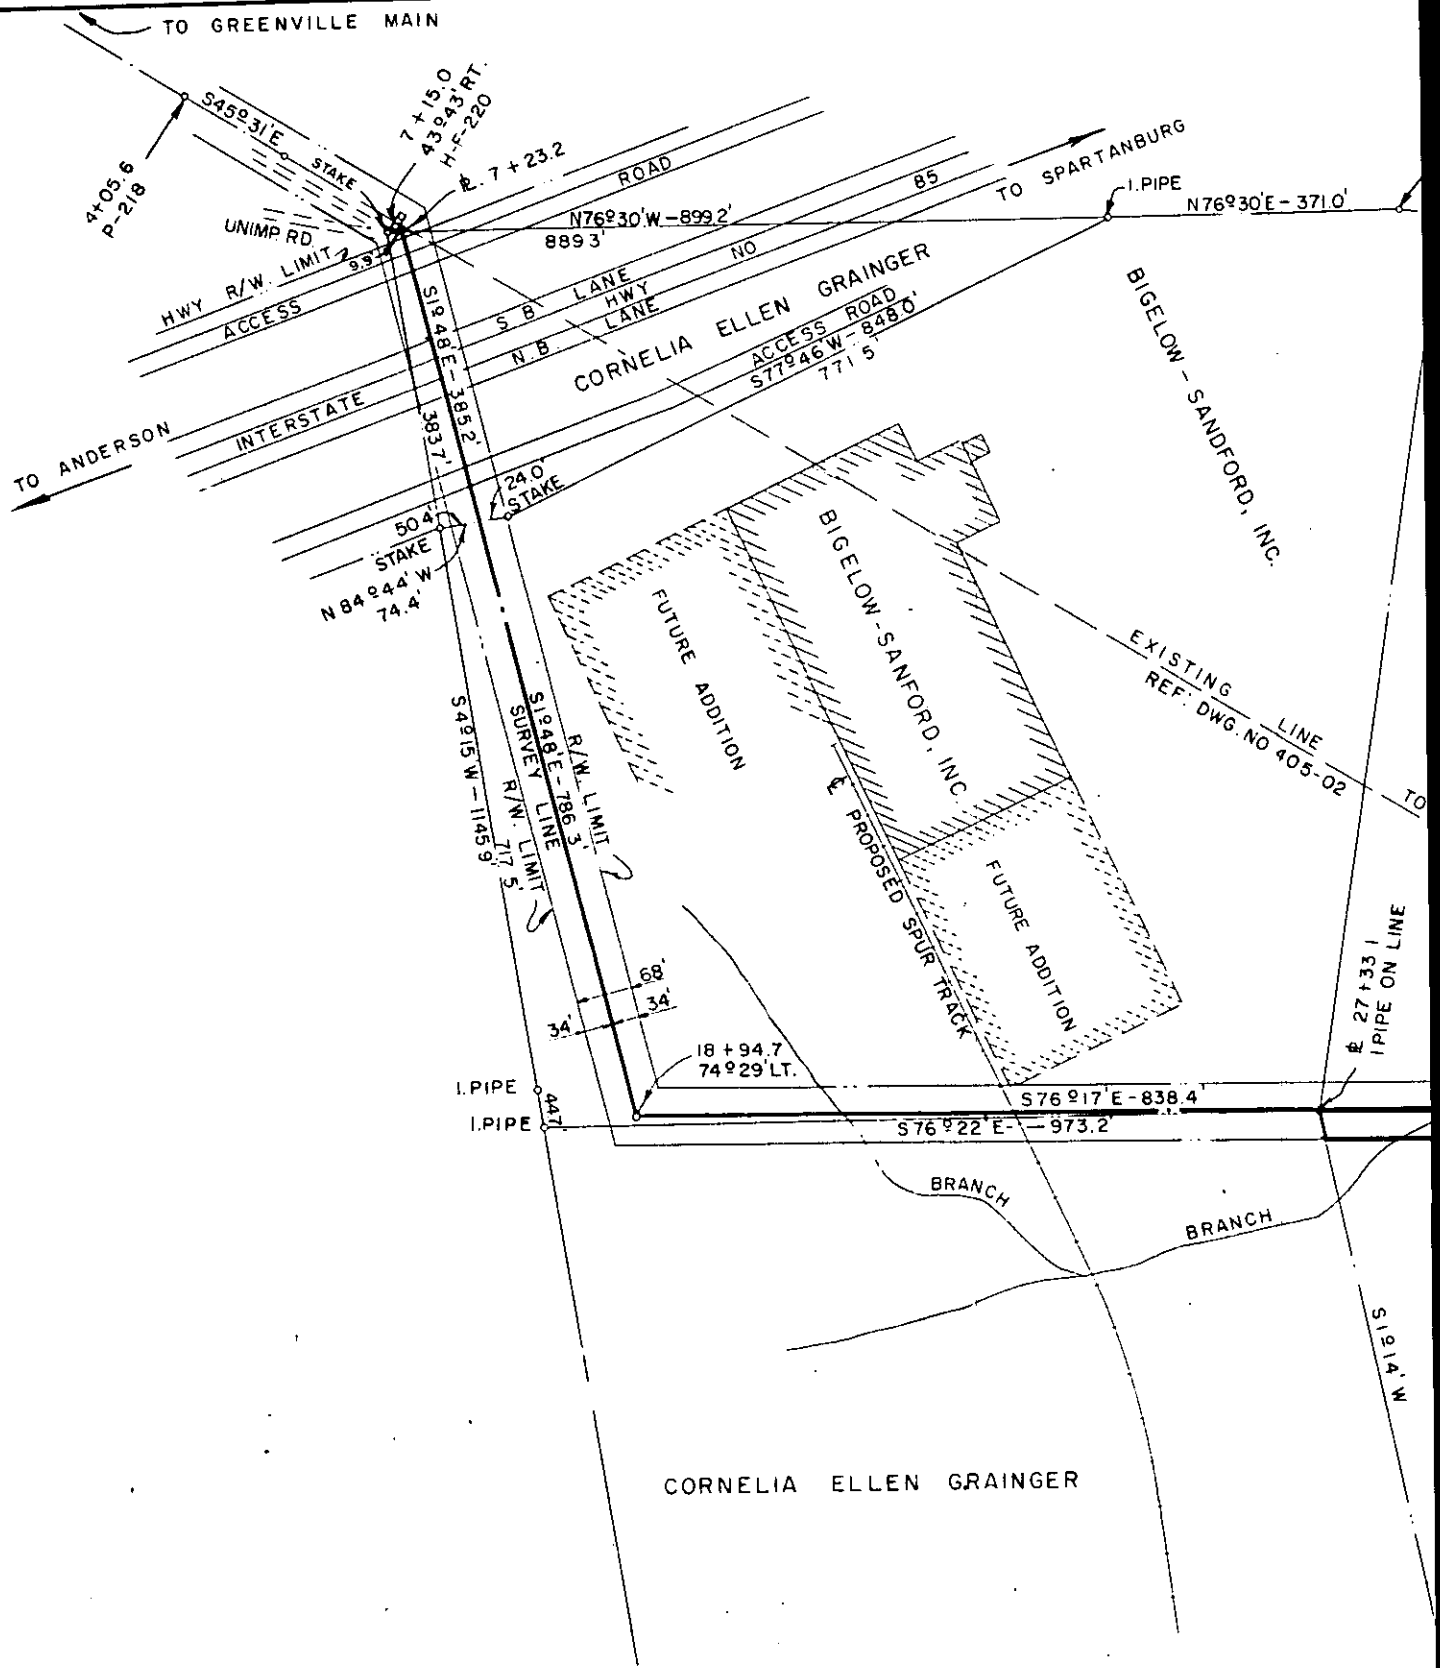 TO GREENVILLE MAIN
S45°31'E
STAKE
7+15.0
43°43' RT.
H-F-220
4+05.6
P-218
7+23.2
ROAD
85
TO SPARTANBURG
I.PIPE
N76°30'W-899.2'
889.3'
N76°30'E-371.0'
UNIMP. RD.
HWY R/W. LIMIT
9.9'
ACCESS
S B LANE
HWY NO
N.B. LANE
INTERSTATE
CORNELIA ELLEN GRAINGER
ACCESS ROAD
S77°46'W-848.0'
771.5'
S1°48'E-385.2'
383.7'
TO ANDERSON
24.0'
STAKE
50.4'
STAKE
N 84°44' W
74.4'
BIGELOW-SANDFORD, INC.
BIGELOW-SANFORD, INC.
FUTURE ADDITION
EXISTING LINE
REF: DWG. NO 405-02
TO
S4°15'W-1145.9'
717.5'
R/W. LIMIT
SURVEY LINE
S1°48'E-786.3'
R/W. LIMIT
℄ PROPOSED SPUR TRACK
FUTURE ADDITION
27+33.1
I PIPE ON LINE
68'
34'
34'
18+94.7
74°29' LT.
I.PIPE
44.7
I.PIPE
S76°17'E-838.4'
S76°22'E-973.2'
BRANCH
BRANCH
S1°14' W
CORNELIA ELLEN GRAINGER